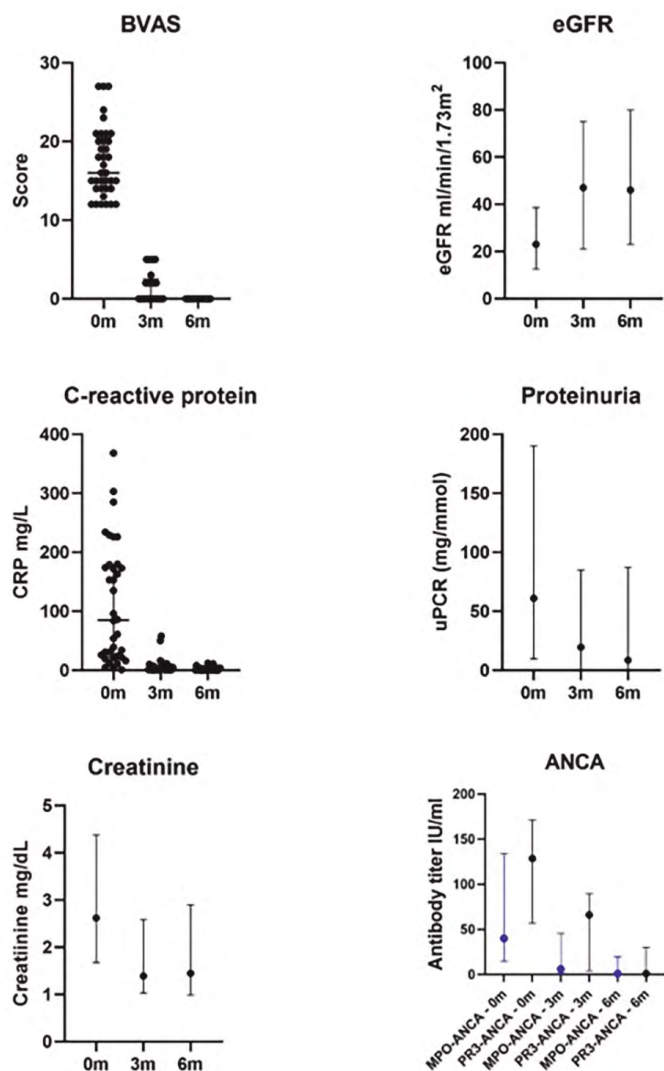 BVAS
30
20
10
0
Score
0m 3m 6m
eGFR
100
80
60
40
20
0
eGFR ml/min/1.73m²
0m 3m 6m
C-reactive protein
400
300
200
100
0
CRP mg/L
0m 3m 6m
Proteinuria
200
150
100
50
0
uPCR (mg/mmol)
0m 3m 6m
Creatinine
5
4
3
2
1
0
Creatiinine mg/dL
0m 3m 6m
ANCA
200
150
100
50
0
Antibody titer IU/ml
MPO-ANCA - 0m
PR3-ANCA - 0m
MPO-ANCA - 3m
PR3-ANCA - 3m
MPO-ANCA - 6m
PR3-ANCA - 6m